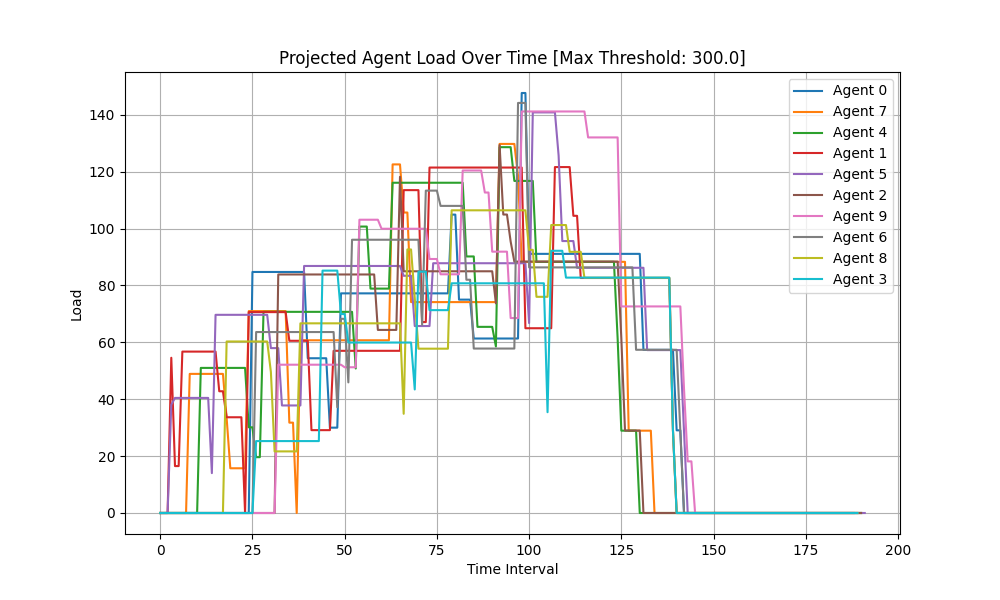 Projected Agent Load Over Time [Max Threshold: 300.0]
Load
140
120
100
80
60
40
20
0
0 25 50 75 100 125 150 175 200
Time Interval
Agent 0
Agent 7
Agent 4
Agent 1
Agent 5
Agent 2
Agent 9
Agent 6
Agent 8
Agent 3